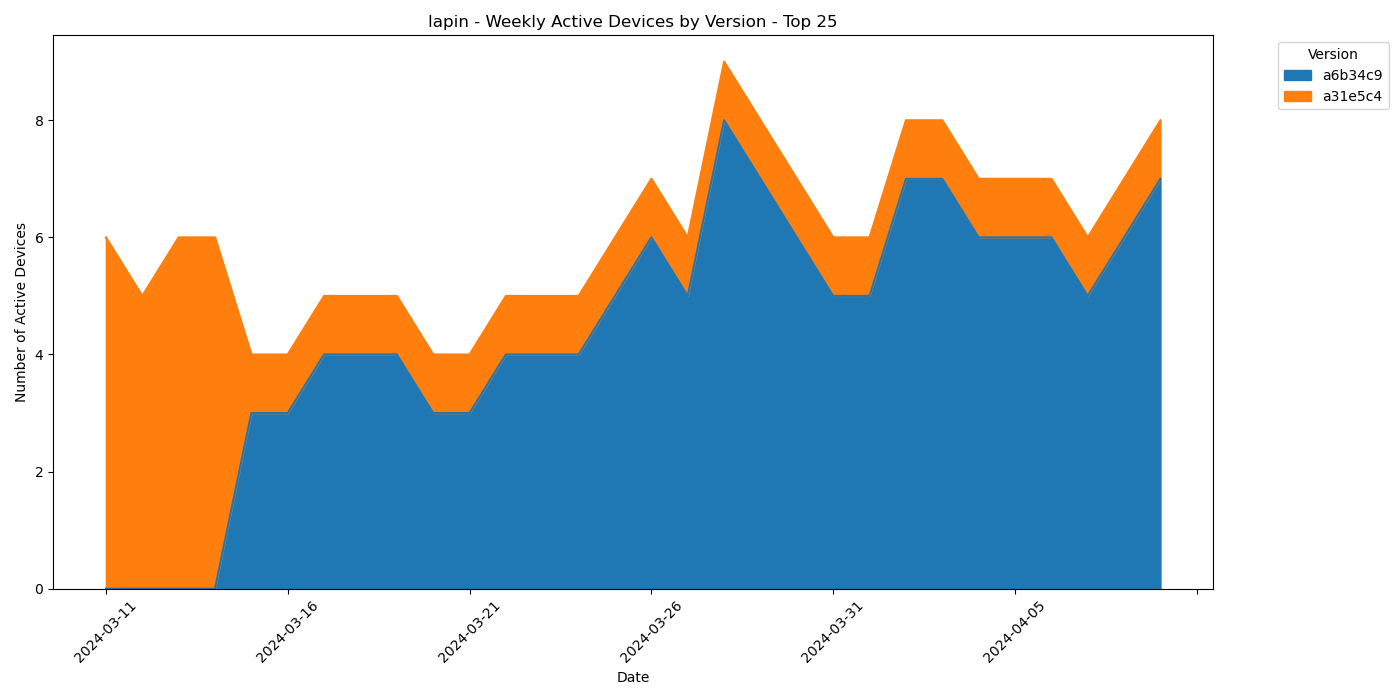 lapin - Weekly Active Devices by Version - Top 25
Version
a6b34c9
a31e5c4
Number of Active Devices
8
6
4
2
0
2024-03-11
2024-03-16
2024-03-21
2024-03-26
2024-03-31
2024-04-05
Date